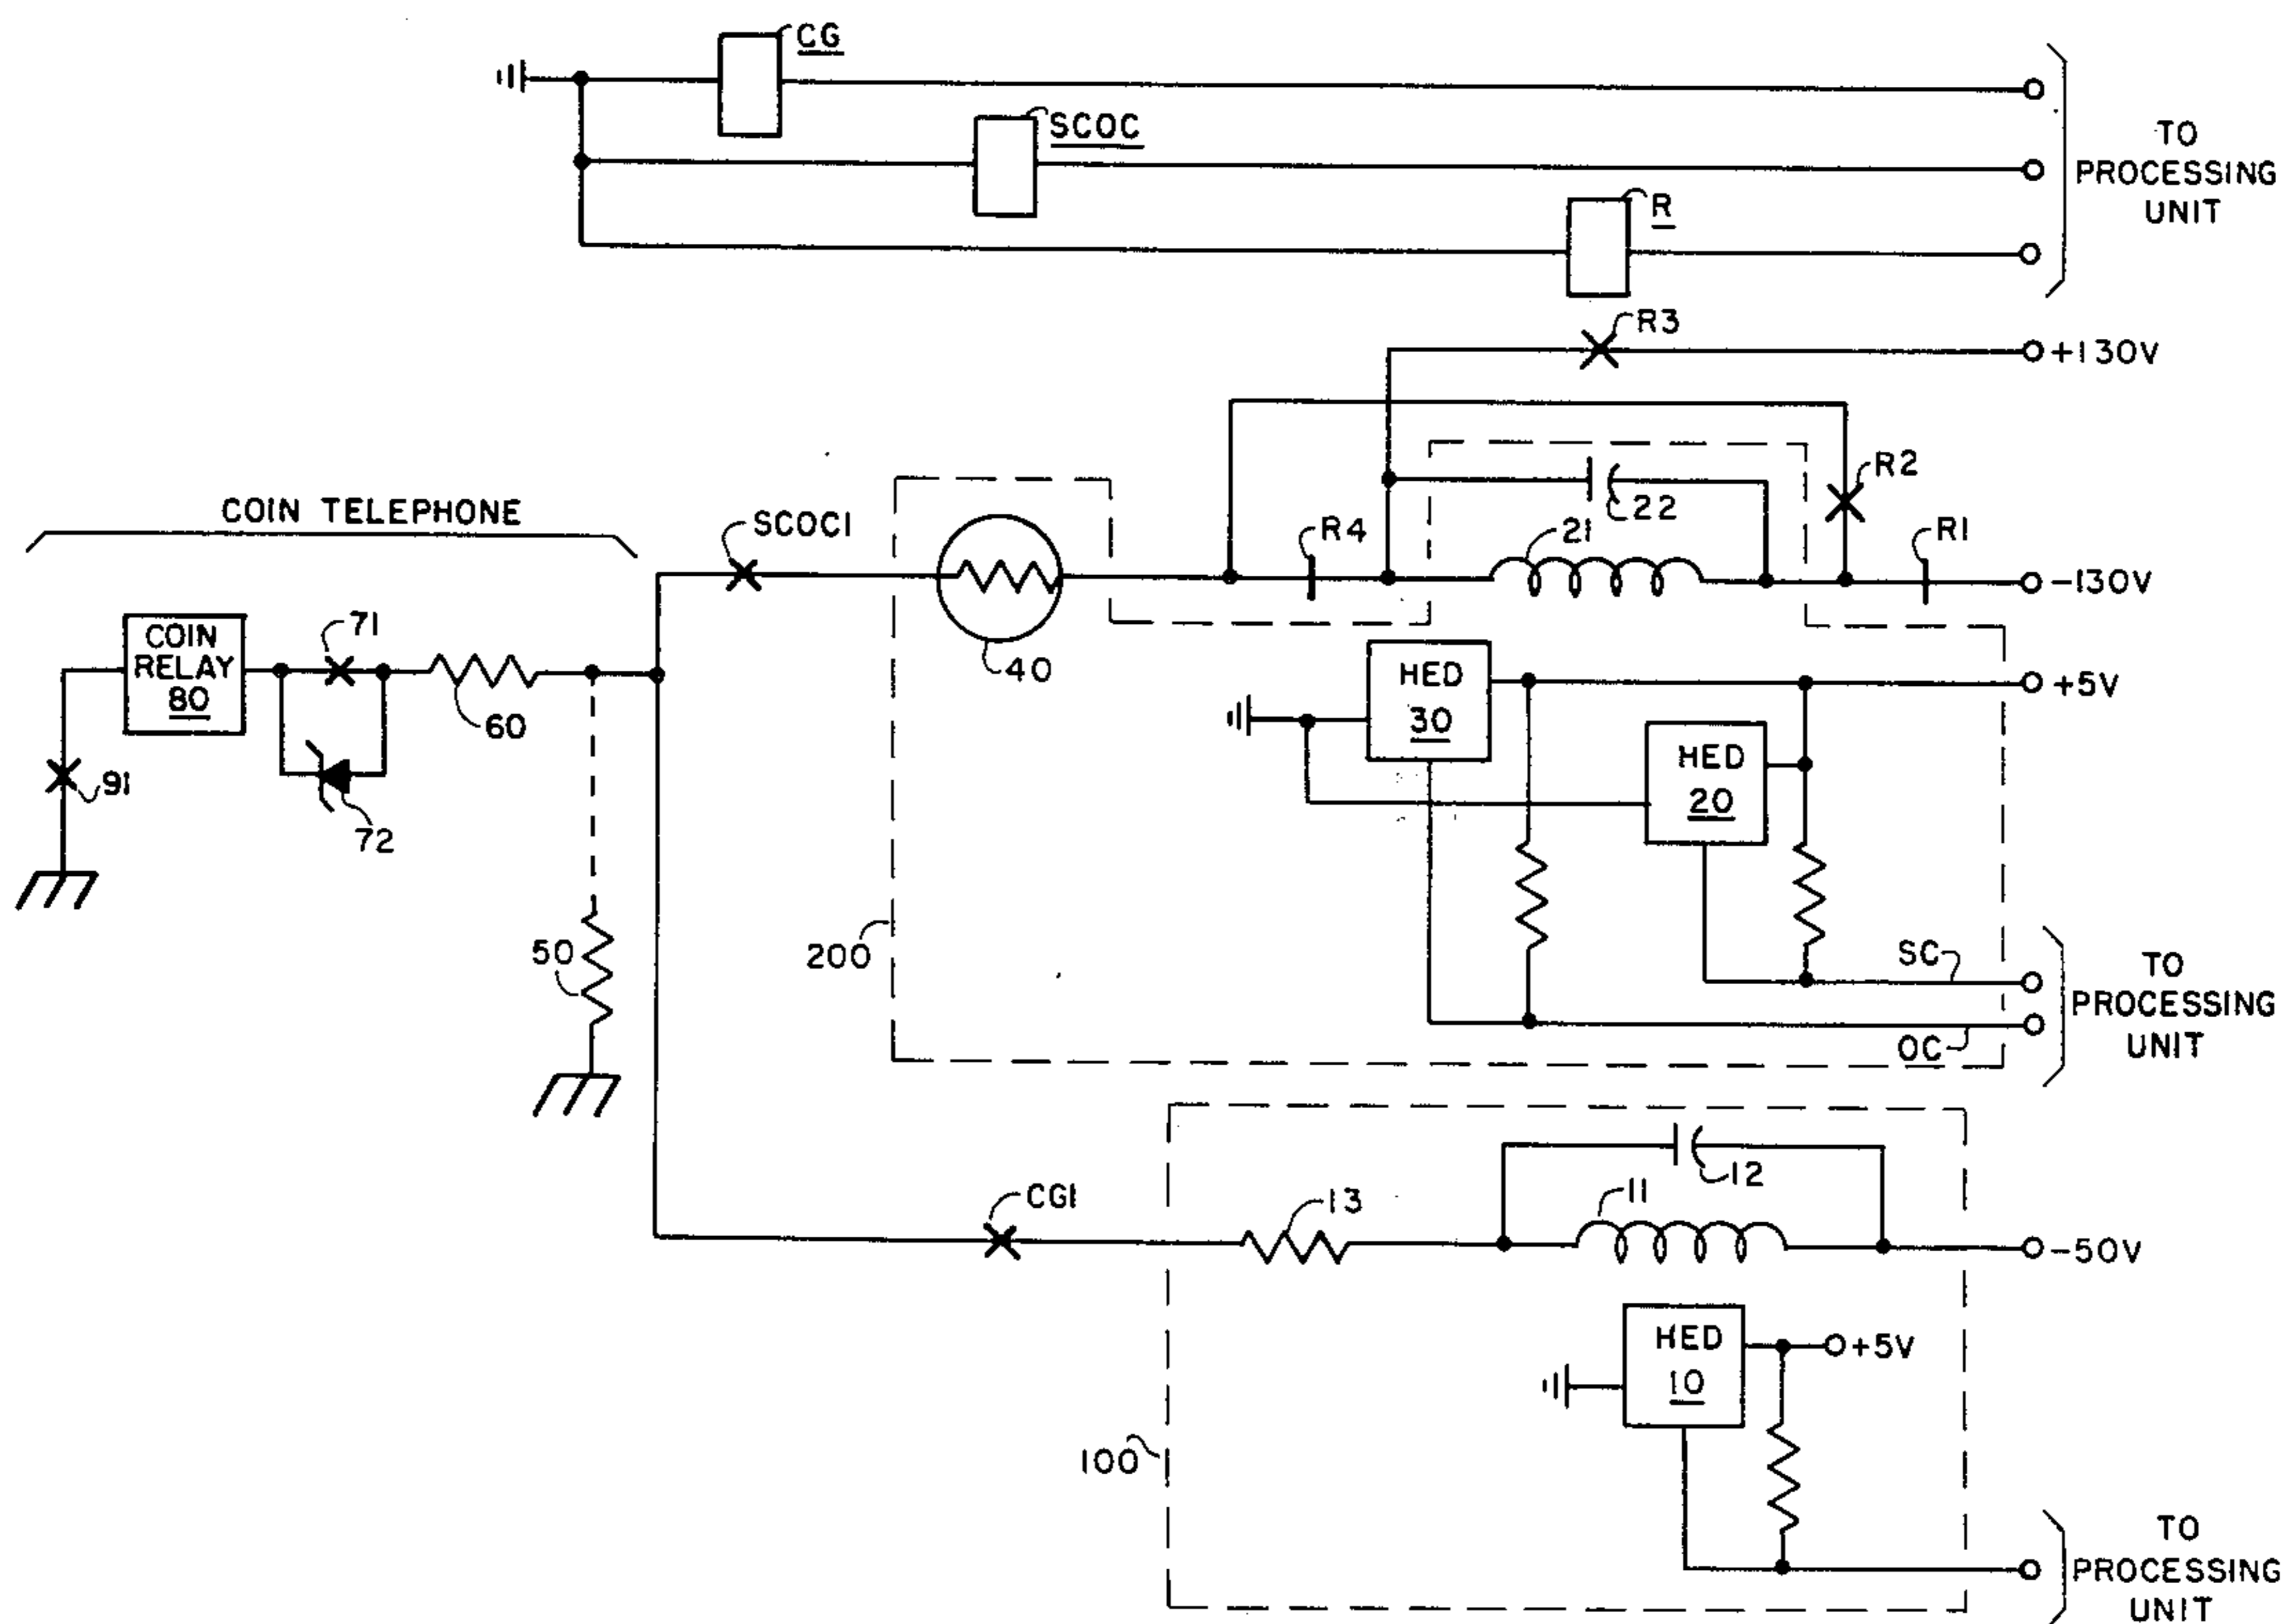 CG
SCOC
R
TO
PROCESSING
UNIT
R3
+130V
R2
COIN TELEPHONE
SCOC1
R4
22
21
R1
-130V
COIN
RELAY
80
71
60
40
HED
30
+5V
HED
20
91
72
50
200
SC
OC
TO
PROCESSING
UNIT
12
CG1
13
11
-50V
HED
10
+5V
100
TO
PROCESSING
UNIT